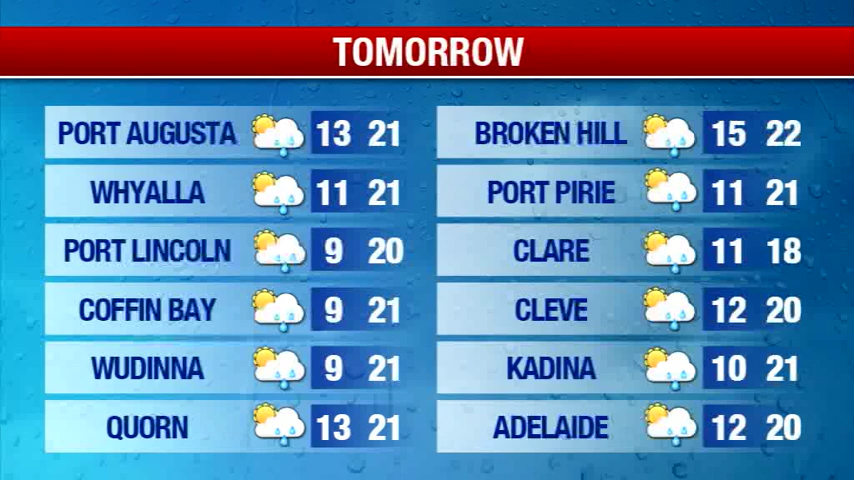 TOMORROW
PORT AUGUSTA 13 21
WHYALLA 11 21
PORT LINCOLN 9 20
COFFIN BAY 9 21
WUDINNA 9 21
QUORN 13 21
BROKEN HILL 15 22
PORT PIRIE 11 21
CLARE 11 18
CLEVE 12 20
KADINA 10 21
ADELAIDE 12 20